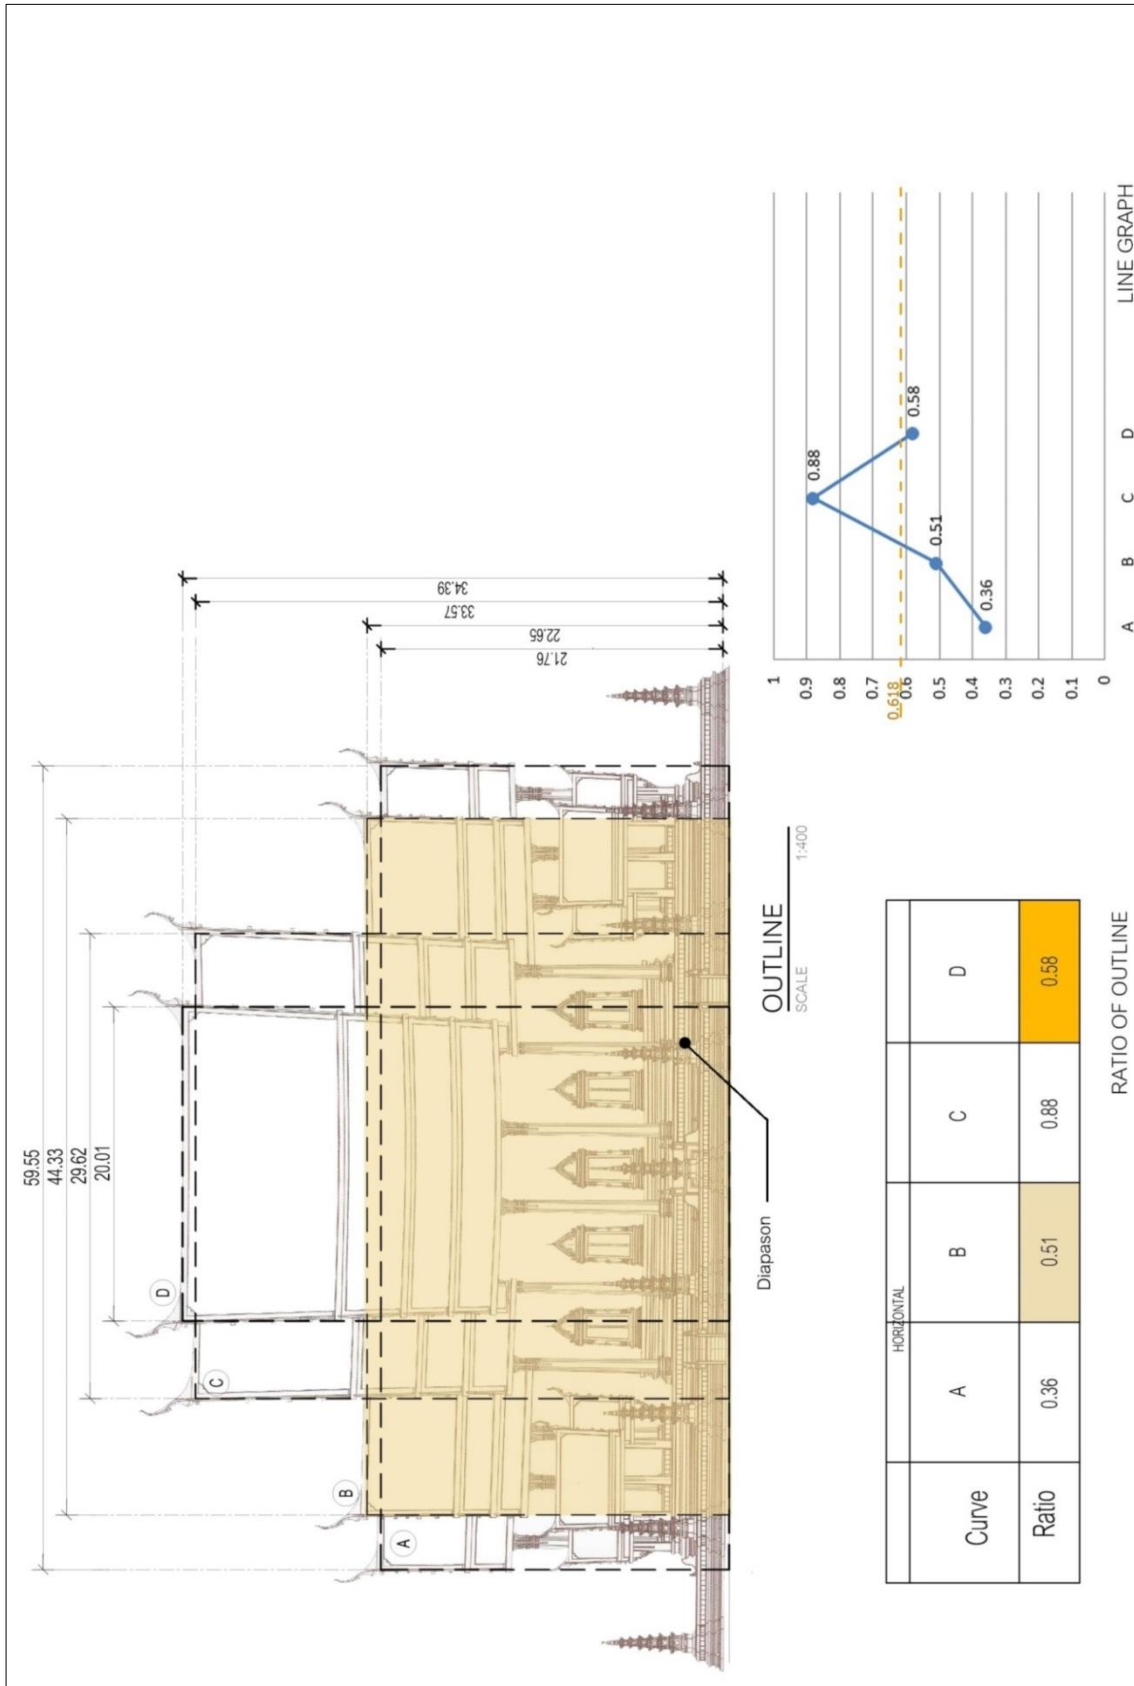 59.55
44.33
29.62
20.01
D
C
B
A
34.39
33.57
22.65
21.76
Diapason
OUTLINE
SCALE 1:400
HORIZONTAL
Curve A B C D
Ratio 0.36 0.51 0.88 0.58
RATIO OF OUTLINE
1
0.9
0.8
0.7
0.618
0.6
0.5
0.4
0.3
0.2
0.1
0
0.36
0.51
0.88
0.58
A B C D
LINE GRAPH